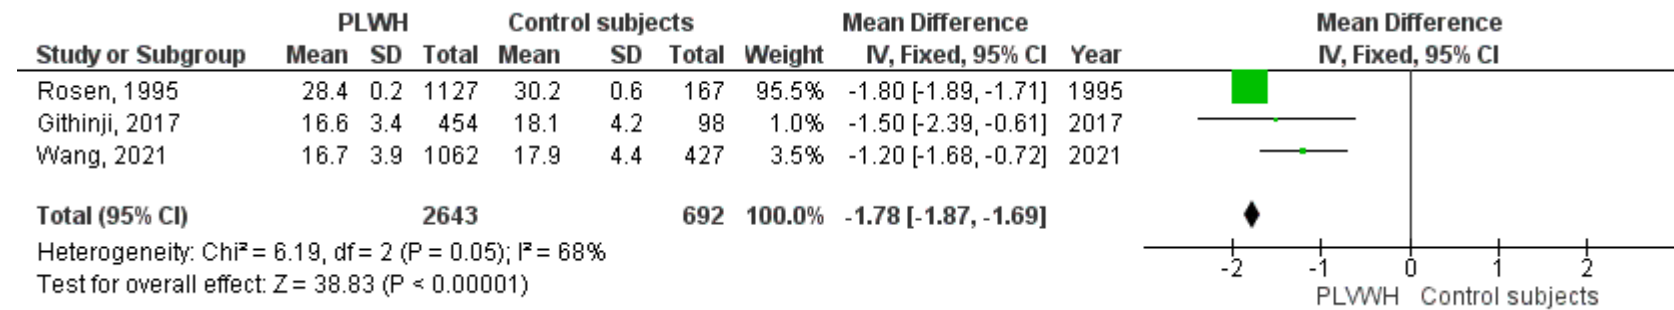 PLWH Control subjects Mean Difference Mean Difference
Study or Subgroup Mean SD Total Mean SD Total Weight IV, Fixed, 95% CI Year IV, Fixed, 95% CI
Rosen, 1995 28.4 0.2 1127 30.2 0.6 167 95.5% -1.80 [-1.89, -1.71] 1995
Githinji, 2017 16.6 3.4 454 18.1 4.2 98 1.0% -1.50 [-2.39, -0.61] 2017
Wang, 2021 16.7 3.9 1062 17.9 4.4 427 3.5% -1.20 [-1.68, -0.72] 2021
Total (95% CI) 2643 692 100.0% -1.78 [-1.87, -1.69]
Heterogeneity: Chi² = 6.19, df = 2 (P = 0.05); I² = 68%
Test for overall effect: Z = 38.83 (P < 0.00001)
-2 -1 0 1 2
PLWH Control subjects